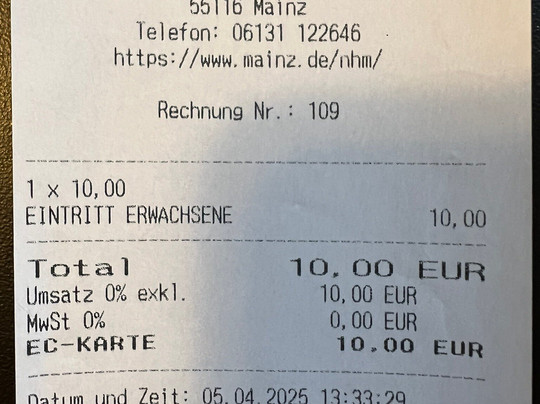 55116 Mainz
Telefon: 06131 122646
https://www.mainz.de/nhm/
Rechnung Nr.: 109
1 x 10,00
EINTRITT ERWACHSENE 10,00
Total 10,00 EUR
Umsatz 0% exkl. 10,00 EUR
MwSt 0% 0,00 EUR
EC-KARTE 10,00 EUR
Datum und Zeit: 05.04.2025 13:33:29